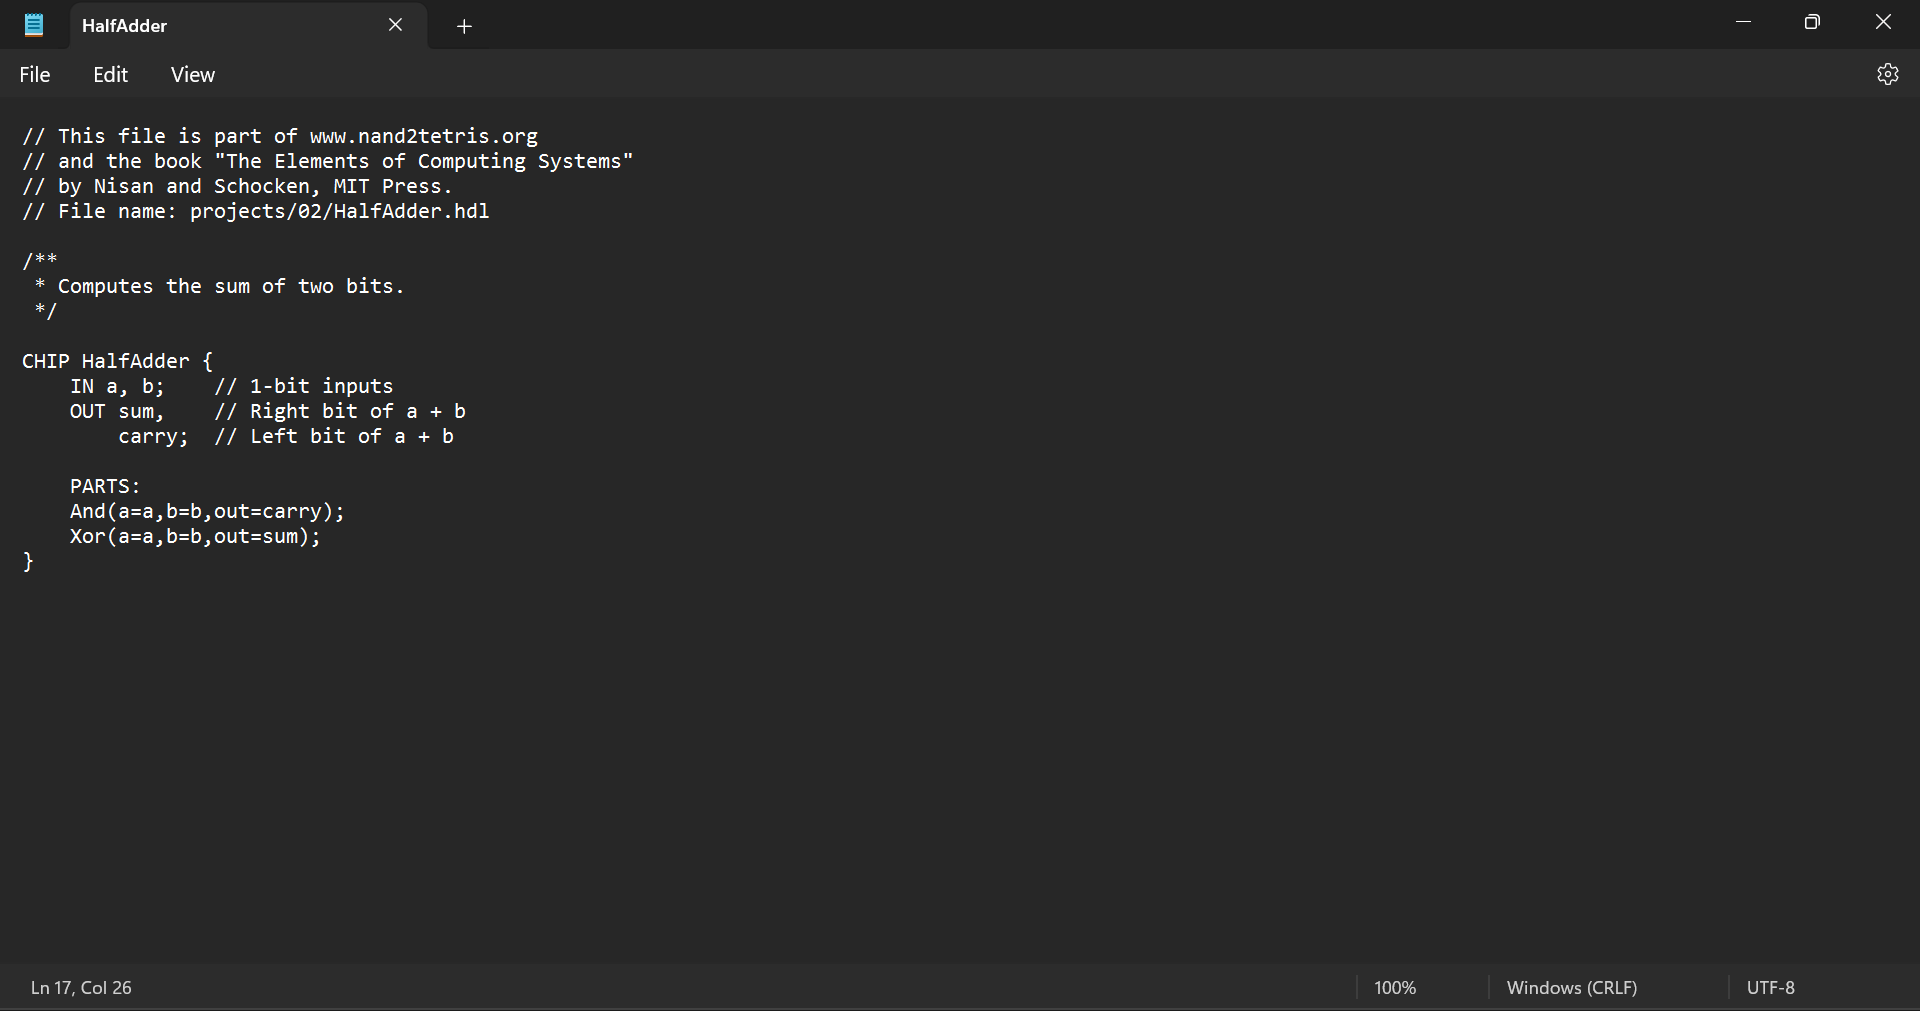 HalfAdder
File Edit View
// This file is part of www.nand2tetris.org
// and the book "The Elements of Computing Systems"
// by Nisan and Schocken, MIT Press.
// File name: projects/02/HalfAdder.hdl
/**
 * Computes the sum of two bits.
 */
CHIP HalfAdder {
    IN a, b;    // 1-bit inputs
    OUT sum,    // Right bit of a + b
        carry;  // Left bit of a + b
    PARTS:
    And(a=a,b=b,out=carry);
    Xor(a=a,b=b,out=sum);
}
Ln 17, Col 26 100% Windows (CRLF) UTF-8